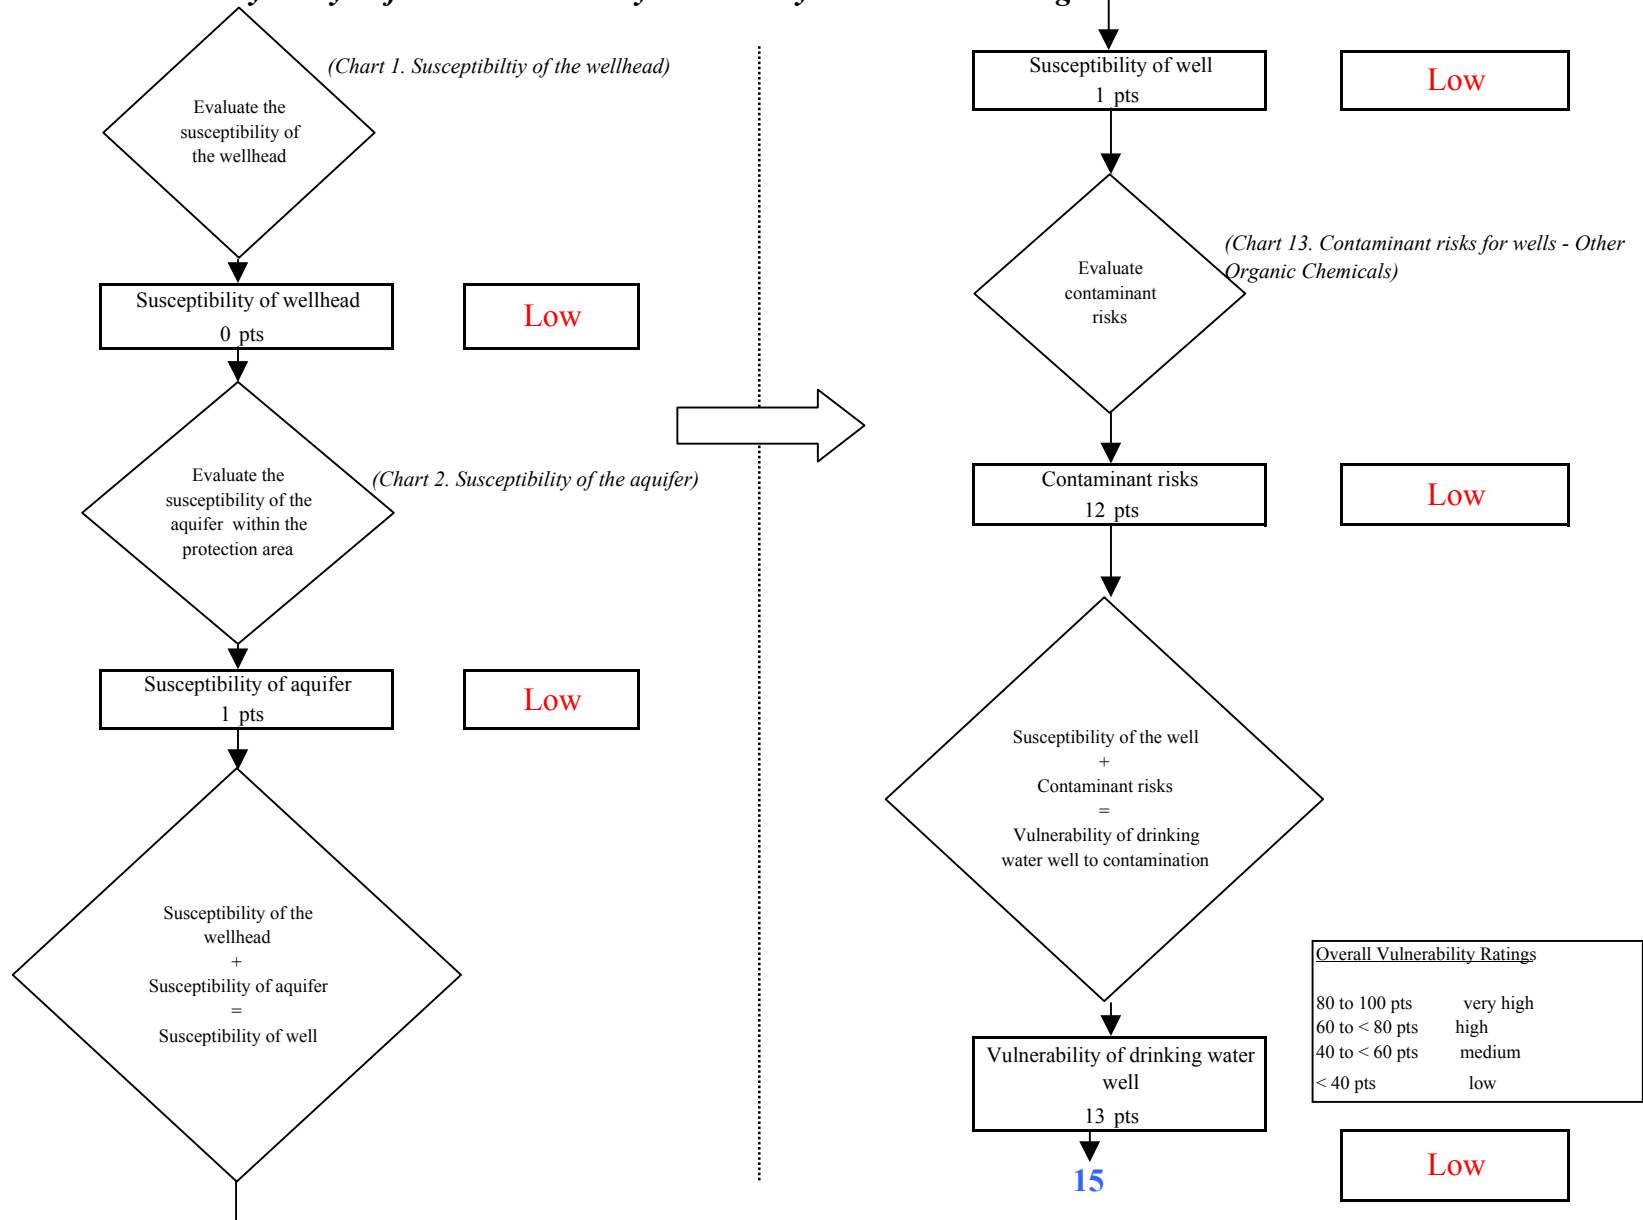 (Chart 1. Susceptibiltiy of the wellhead)
Evaluate the
susceptibility of
the wellhead
Susceptibility of wellhead
0 pts
Low
Evaluate the
susceptibility of the
aquifer within the
protection area
(Chart 2. Susceptibility of the aquifer)
Susceptibility of aquifer
1 pts
Low
Susceptibility of the
wellhead
+
Susceptibility of aquifer
=
Susceptibility of well
Susceptibility of well
1 pts
Low
Evaluate
contaminant
risks
(Chart 13. Contaminant risks for wells - Other
Organic Chemicals)
Contaminant risks
12 pts
Low
Susceptibility of the well
+
Contaminant risks
=
Vulnerability of drinking
water well to contamination
Overall Vulnerability Ratings
80 to 100 pts very high
60 to < 80 pts high
40 to < 60 pts medium
< 40 pts low
Vulnerability of drinking water
well
13 pts
15
Low